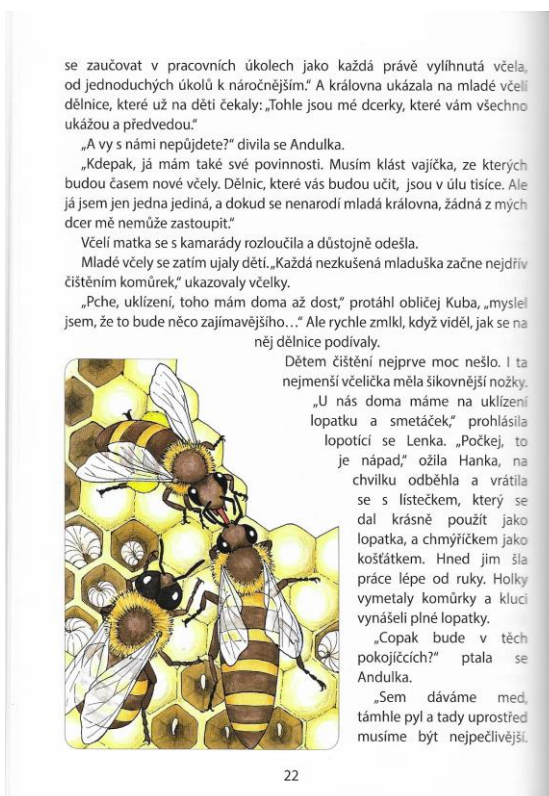 se zaučovat v pracovních úkolech jako každá právě vylíhnutá včela,
od jednoduchých úkolů k náročnějším.“ A královna ukázala na mladé včelí
dělnice, které už na děti čekaly: „Tohle jsou mé dcerky, které vám všechno
ukážou a předvedou.“
„A vy s námi nepůjdete?“ divila se Andulka.
„Kdepak, já mám také své povinnosti. Musím klást vajíčka, ze kterých
budou časem nové včely. Dělnic, které vás budou učit, jsou v úlu tisíce. Ale
já jsem jen jedna jediná, a dokud se nenarodí mladá královna, žádná z mých
dcer mě nemůže zastoupit.“
Včelí matka se s kamarády rozloučila a důstojně odešla.
Mladé včely se zatím ujaly dětí. „Každá nezkušená mladuška začne nejdřív
čištěním komůrek,“ ukazovaly včelky.
„Pche, uklízení, toho mám doma až dost,“ protáhl obličej Kuba, „myslel
jsem, že to bude něco zajímavějšího…“ Ale rychle zmlkl, když viděl, jak se na
něj dělnice podívaly.
Dětem čištění nejprve moc nešlo. I ta
nejmenší včelička měla šikovnější nožky.
„U nás doma máme na uklízení
lopatku a smetáček,“ prohlásila
lopotící se Lenka. „Počkej, to
je nápad,“ ožila Hanka, na
chvilku odběhla a vrátila
se s lístečkem, který se
dal krásně použít jako
lopatka, a chmýříčkem jako
košťátkem. Hned jim šla
práce lépe od ruky. Holky
vymetaly komůrky a kluci
vynášeli plné lopatky.
„Copak bude v těch
pokojíčcích?“ ptala se
Andulka.
„Sem dáváme med,
támhle pyl a tady uprostřed
musíme být nejpečlivější.
22